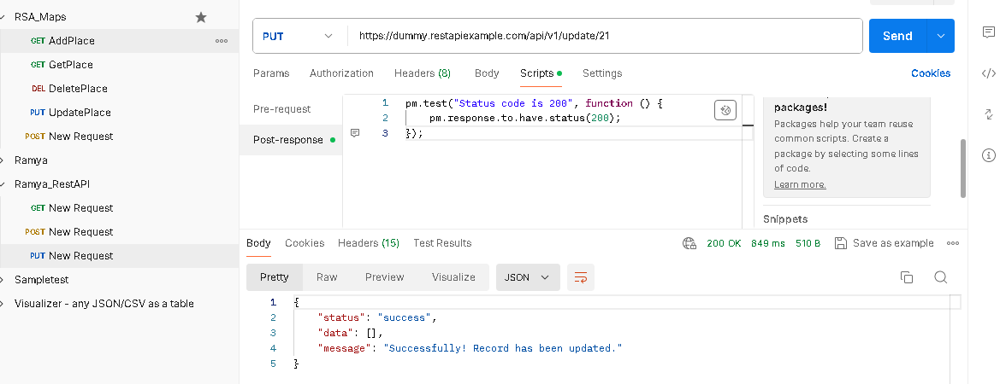 RSA_Maps
GET AddPlace
GET GetPlace
DEL DeletePlace
PUT UpdatePlace
POST New Request
Ramya
Ramya_RestAPI
GET New Request
POST New Request
PUT New Request
Sampletest
Visualizer - any JSON/CSV as a table
PUT https://dummy.restapiexample.com/api/v1/update/21 Send
Params Authorization Headers (8) Body Scripts Settings Cookies
Pre-request
Post-response
1 pm.test("Status code is 200", function () {
2 pm.response.to.have.status(200);
3 });
packages!
Packages help your team reuse
common scripts. Create a
package by selecting some lines
of code.
Learn more.
Snippets
Body Cookies Headers (15) Test Results 200 OK 849 ms 510 B Save as example
Pretty Raw Preview Visualize JSON
1 {
2 "status": "success",
3 "data": [],
4 "message": "Successfully! Record has been updated."
5 }